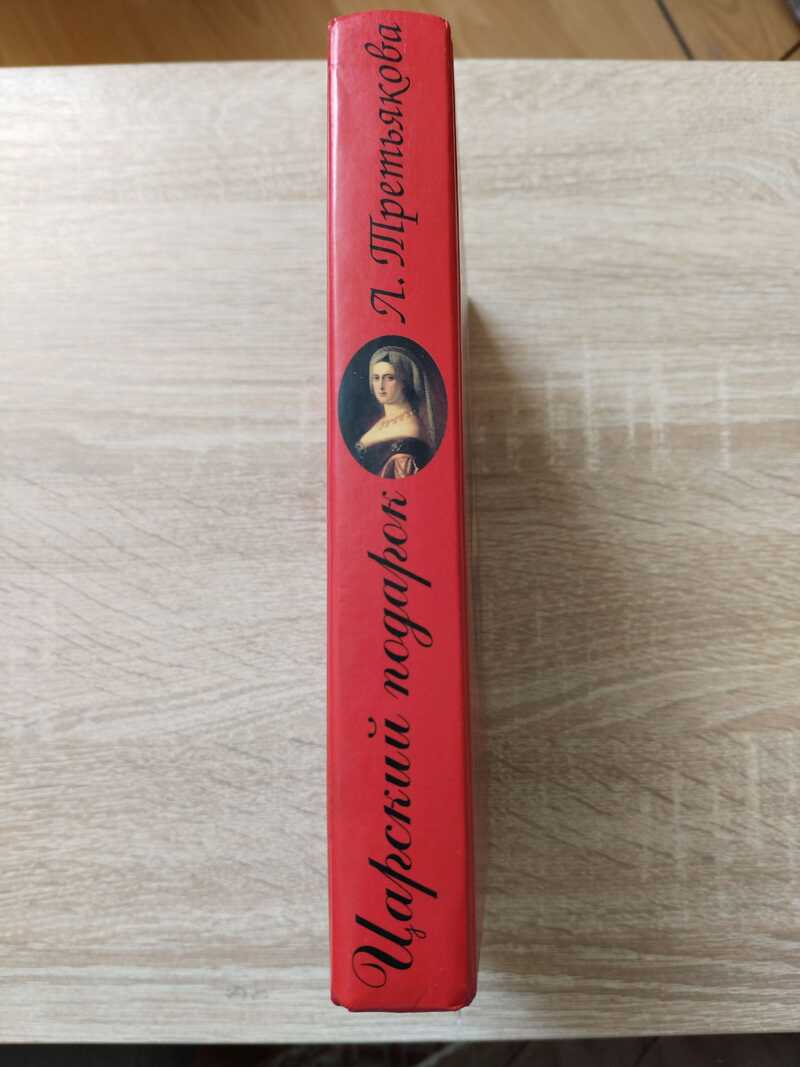 Царский подарок
Л. Третьякова